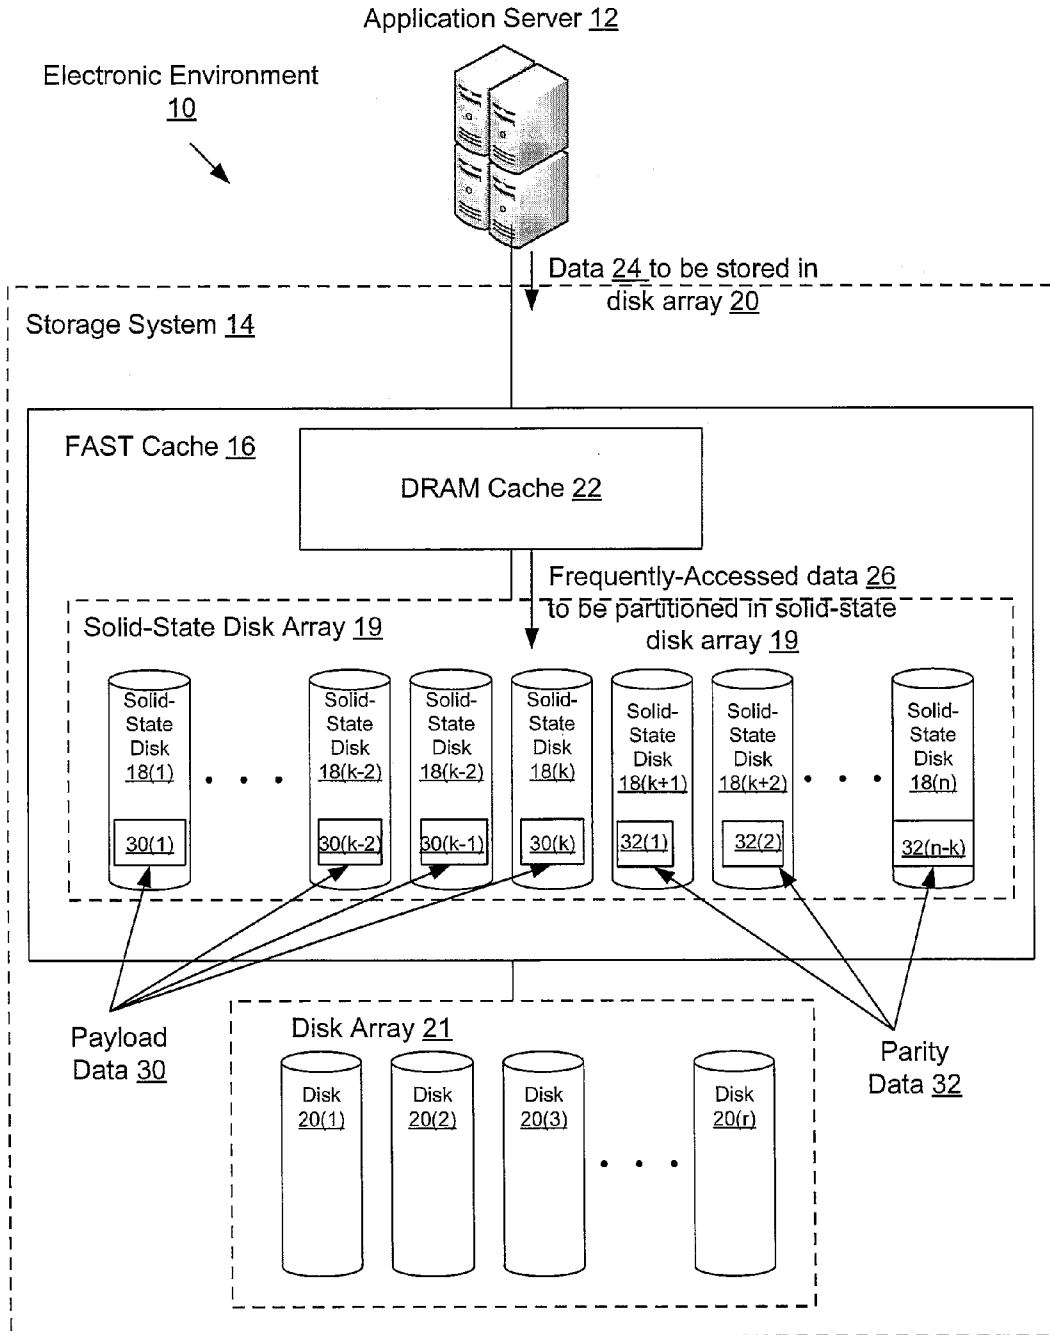 Application Server 12
Electronic Environment
10
Data 24 to be stored in
disk array 20
Storage System 14
FAST Cache 16
DRAM Cache 22
Frequently-Accessed data 26
to be partitioned in solid-state
disk array 19
Solid-State Disk Array 19
Solid-
State
Disk
18(1)
Solid-
State
Disk
18(k-2)
Solid-
State
Disk
18(k-2)
Solid-
State
Disk
18(k)
Solid-
State
Disk
18(k+1)
Solid-
State
Disk
18(k+2)
Solid-
State
Disk
18(n)
30(1)
30(k-2)
30(k-1)
30(k)
32(1)
32(2)
32(n-k)
Payload
Data 30
Parity
Data 32
Disk Array 21
Disk
20(1)
Disk
20(2)
Disk
20(3)
Disk
20(r)